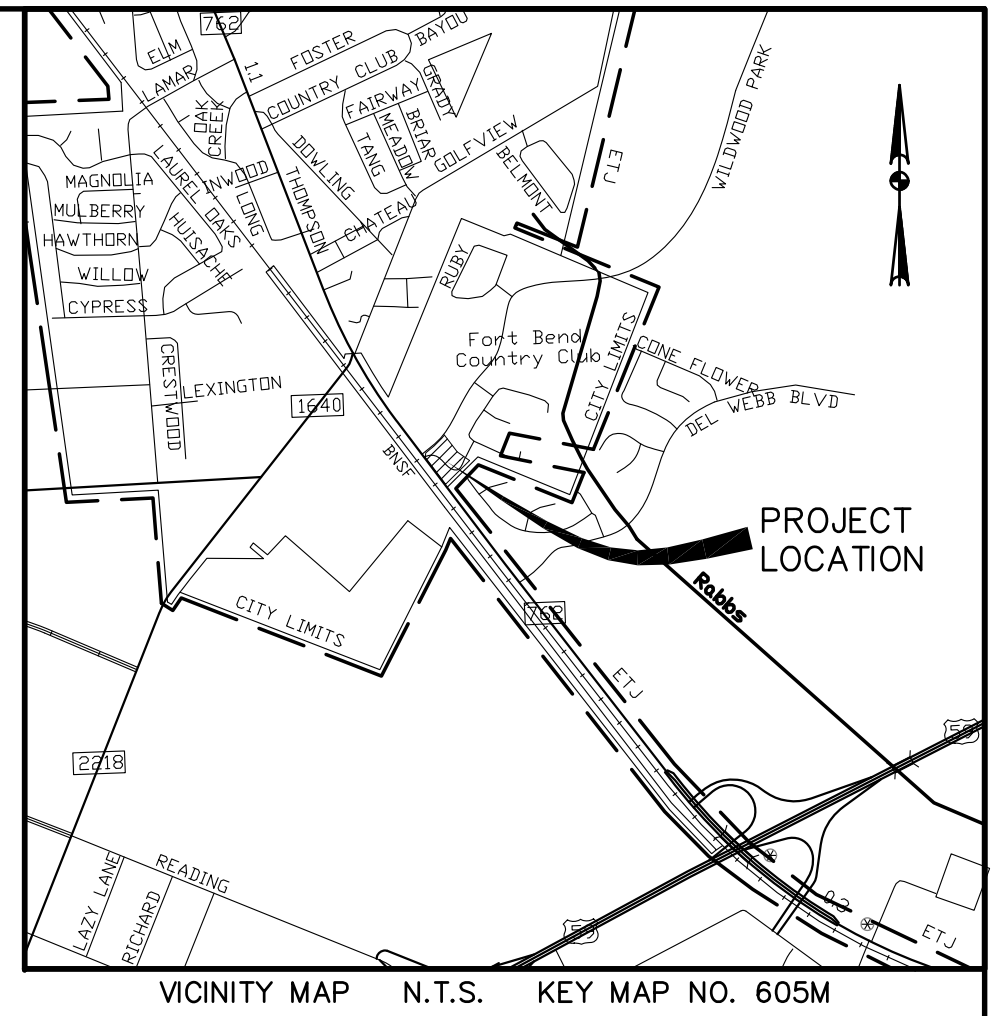 762
ELM
LAMAR
1.1
FOSTER
BAYOU
COUNTRY CLUB
GRADY
FAIRWAY
OAK
CREEK
TANG
MEADOW
BRIAR
GOLFVIEW
DOWLING
BELMONT
ETJ
WILDWOOD PARK
MAGNOLIA
LAUREL OAKS
INWOOD
LONG
THOMPSON
CHATEAU
MULBERRY
HUISACHE
HAWTHORN
WILLOW
CYPRESS
RUBY
Fort Bend
Country Club
CITY LIMITS
CONE FLOWER
DEL WEBB BLVD
CRESTWOOD
LEXINGTON
1640
BNSF
PROJECT
LOCATION
Rabbs
762
CITY LIMITS
ETJ
2218
59
READING
LAZY LANE
RICHARD
0.3
59
ETJ
VICINITY MAP N.T.S. KEY MAP NO. 605M